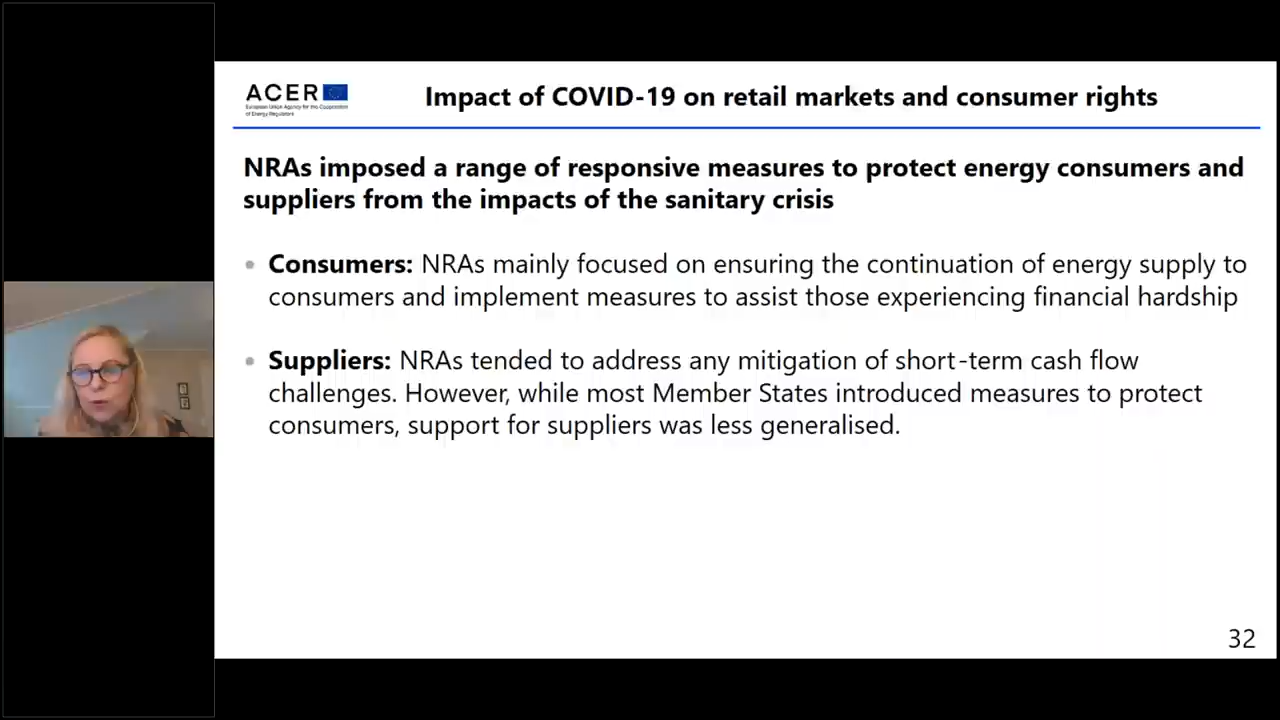 ACER
European Union Agency for the Cooperation
of Energy Regulators
Impact of COVID-19 on retail markets and consumer rights
NRAs imposed a range of responsive measures to protect energy consumers and
suppliers from the impacts of the sanitary crisis
Consumers: NRAs mainly focused on ensuring the continuation of energy supply to
consumers and implement measures to assist those experiencing financial hardship
Suppliers: NRAs tended to address any mitigation of short-term cash flow
challenges. However, while most Member States introduced measures to protect
consumers, support for suppliers was less generalised.
32